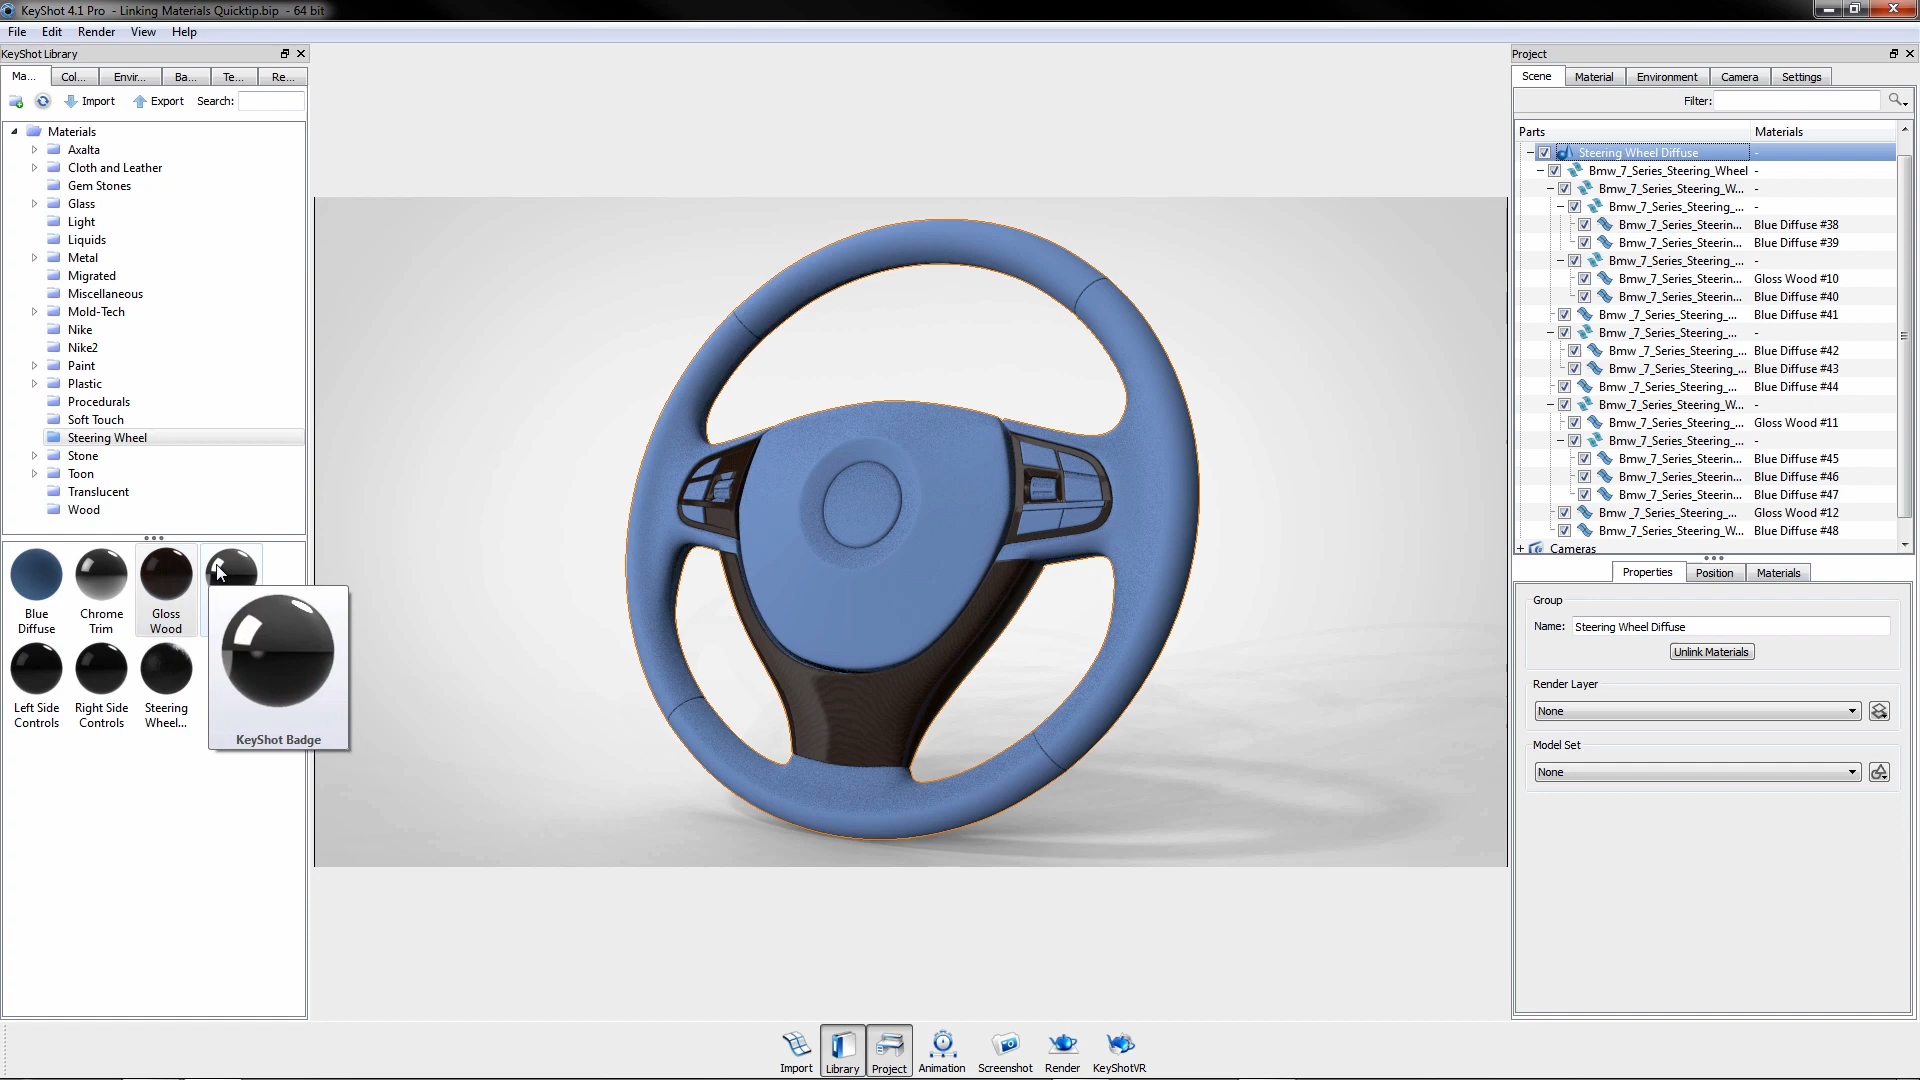 KeyShot 4.1 Pro - Linking Materials Quicktip.bip - 64 bit
File Edit Render View Help
KeyShot Library
Ma... Col... Envir... Ba... Te... Re...
Import Export Search:
Materials
Axalta
Cloth and Leather
Gem Stones
Glass
Light
Liquids
Metal
Migrated
Miscellaneous
Mold-Tech
Nike
Nike2
Paint
Plastic
Procedurals
Soft Touch
Steering Wheel
Stone
Toon
Translucent
Wood
Blue Diffuse
Chrome Trim
Gloss Wood
Left Side Controls
Right Side Controls
Steering Wheel...
KeyShot Badge
Project
Scene Material Environment Camera Settings
Filter:
Parts Materials
Steering Wheel Diffuse -
Bmw_7_Series_Steering_Wheel -
Bmw_7_Series_Steering_W... -
Bmw_7_Series_Steering_... -
Bmw_7_Series_Steerin... Blue Diffuse #38
Bmw_7_Series_Steerin... Blue Diffuse #39
Bmw_7_Series_Steering_... -
Bmw_7_Series_Steerin... Gloss Wood #10
Bmw_7_Series_Steerin... Blue Diffuse #40
Bmw _7_Series_Steering_... Blue Diffuse #41
Bmw_7_Series_Steering_... -
Bmw _7_Series_Steering_... Blue Diffuse #42
Bmw_7_Series_Steering_... Blue Diffuse #43
Bmw _7_Series_Steering_... Blue Diffuse #44
Bmw_7_Series_Steering_W... -
Bmw_7_Series_Steering_... Gloss Wood #11
Bmw_7_Series_Steering_... -
Bmw_7_Series_Steerin... Blue Diffuse #45
Bmw_7_Series_Steerin... Blue Diffuse #46
Bmw_7_Series_Steerin... Blue Diffuse #47
Bmw _7_Series_Steering_... Gloss Wood #12
Bmw_7_Series_Steering_W... Blue Diffuse #48
Cameras
Properties Position Materials
Group
Name: Steering Wheel Diffuse
Unlink Materials
Render Layer
None
Model Set
None
Import Library Project Animation Screenshot Render KeyShotVR